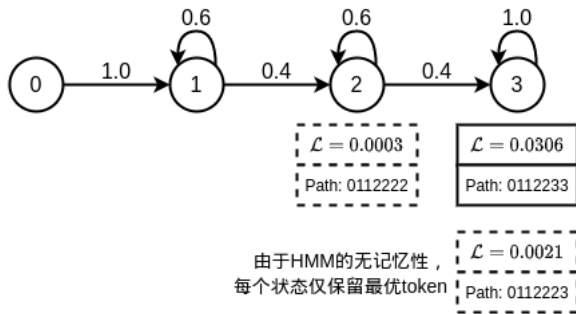 0.6 0.6 1.0
0 1.0 1 0.4 2 0.4 3
ℒ = 0.0003 ℒ = 0.0306
Path: 0112222 Path: 0112233
由于HMM的无记忆性，
每个状态仅保留最优token
ℒ = 0.0021
Path: 0112223